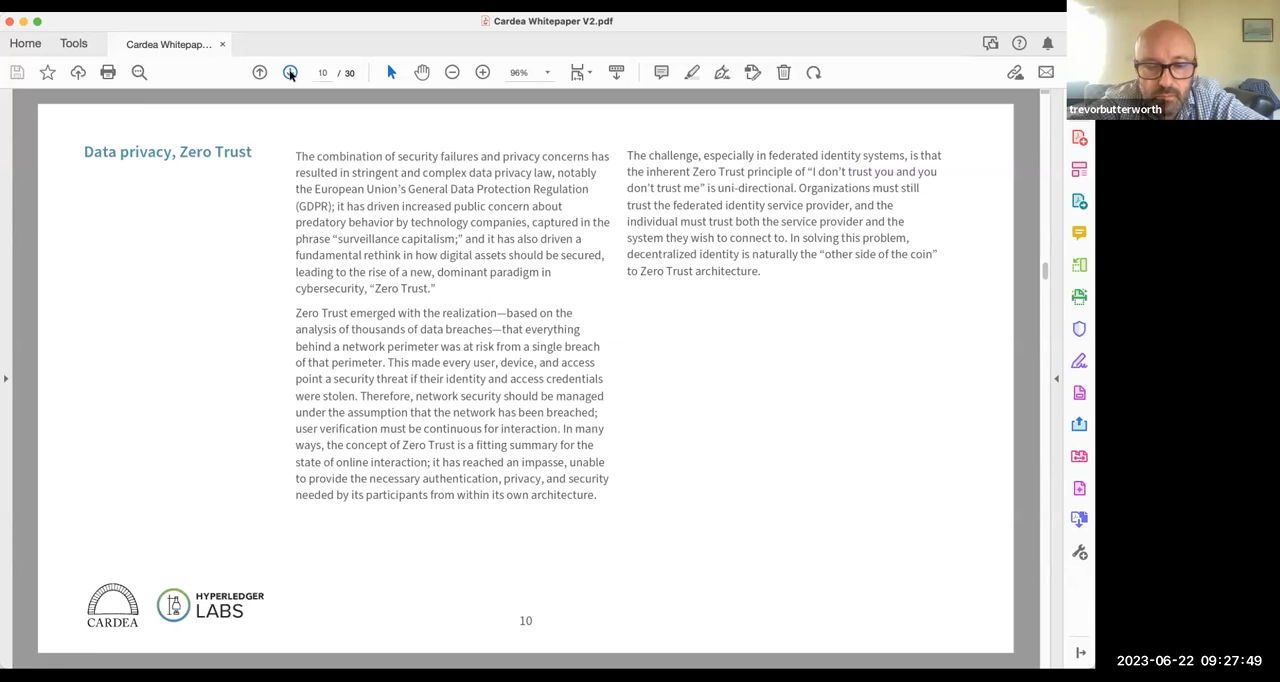 Cardea Whitepaper V2.pdf
Home
Tools
Cardea Whitepap...
10 / 30
96%
trevorbutterworth
Data privacy, Zero Trust
The combination of security failures and privacy concerns has
resulted in stringent and complex data privacy law, notably
the European Union’s General Data Protection Regulation
(GDPR); it has driven increased public concern about
predatory behavior by technology companies, captured in the
phrase “surveillance capitalism;” and it has also driven a
fundamental rethink in how digital assets should be secured,
leading to the rise of a new, dominant paradigm in
cybersecurity, “Zero Trust.”
Zero Trust emerged with the realization—based on the
analysis of thousands of data breaches—that everything
behind a network perimeter was at risk from a single breach
of that perimeter. This made every user, device, and access
point a security threat if their identity and access credentials
were stolen. Therefore, network security should be managed
under the assumption that the network has been breached;
user verification must be continuous for interaction. In many
ways, the concept of Zero Trust is a fitting summary for the
state of online interaction; it has reached an impasse, unable
to provide the necessary authentication, privacy, and security
needed by its participants from within its own architecture.
The challenge, especially in federated identity systems, is that
the inherent Zero Trust principle of “I don’t trust you and you
don’t trust me” is uni-directional. Organizations must still
trust the federated identity service provider, and the
individual must trust both the service provider and the
system they wish to connect to. In solving this problem,
decentralized identity is naturally the “other side of the coin”
to Zero Trust architecture.
CARDEA
HYPERLEDGER
LABS
10
2023-06-22 09:27:49